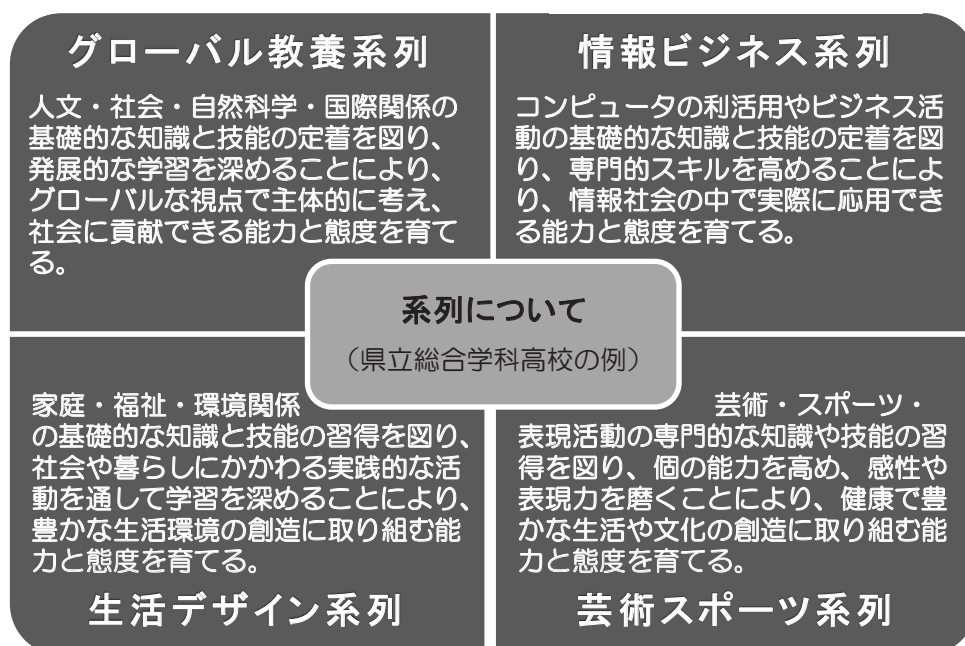 グローバル教養系列
人文・社会・自然科学・国際関係の
基礎的な知識と技能の定着を図り、
発展的な学習を深めることにより、
グローバルな視点で主体的に考え、
社会に貢献できる能力と態度を育て
る。
情報ビジネス系列
コンピュータの利活用やビジネス活
動の基礎的な知識と技能の定着を図
り、専門的スキルを高めることによ
り、情報社会の中で実際に応用でき
る能力と態度を育てる。
系列について
（県立総合学科高校の例）
家庭・福祉・環境関係
の基礎的な知識と技能の習得を図り、
社会や暮らしにかかわる実践的な活
動を通して学習を深めることにより、
豊かな生活環境の創造に取り組む能
力と態度を育てる。
生活デザイン系列
芸術・スポーツ・
表現活動の専門的な知識や技能の習
得を図り、個の能力を高め、感性や
表現力を磨くことにより、健康で豊
かな生活や文化の創造に取り組む能
力と態度を育てる。
芸術スポーツ系列